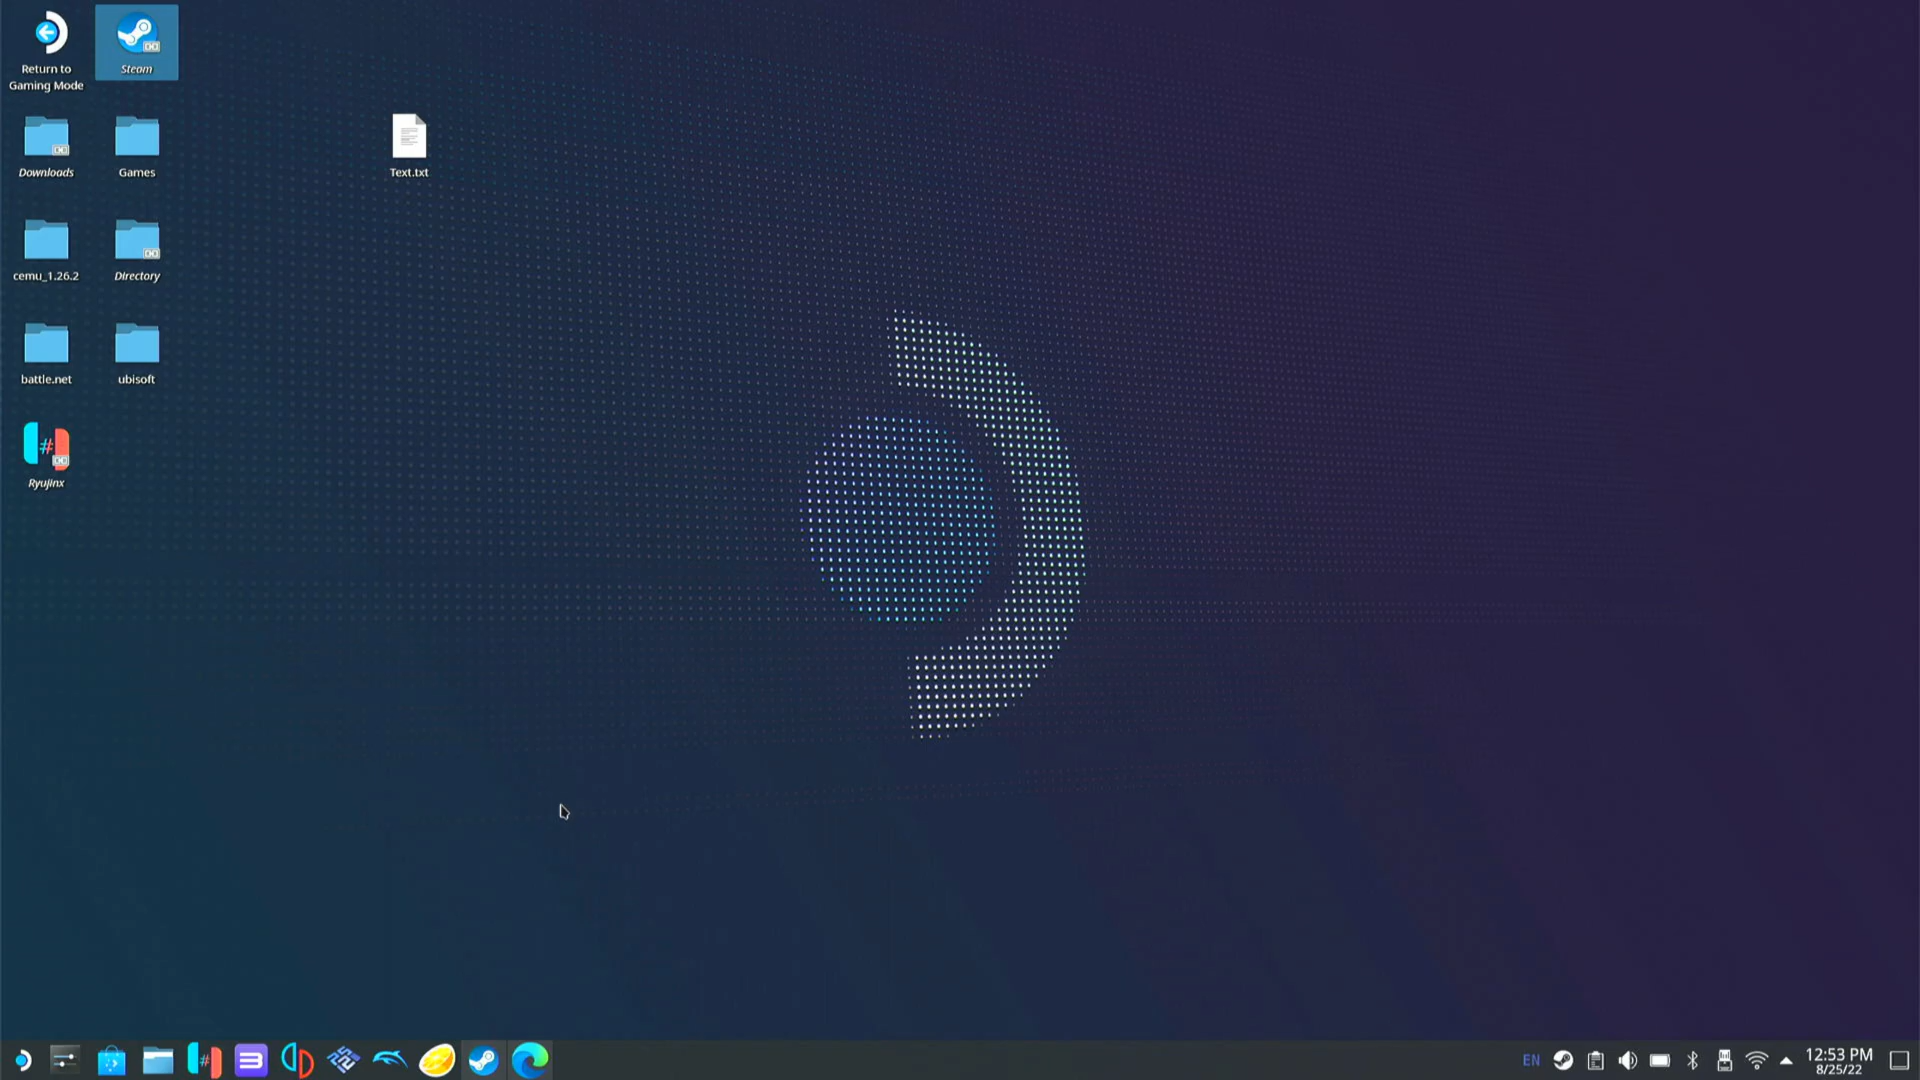 Return to
Gaming Mode
Steam
Downloads
Games
Text.txt
cemu_1.26.2
Directory
battle.net
ubisoft
#
Ryujinx
#
EN
12:53 PM
8/25/22